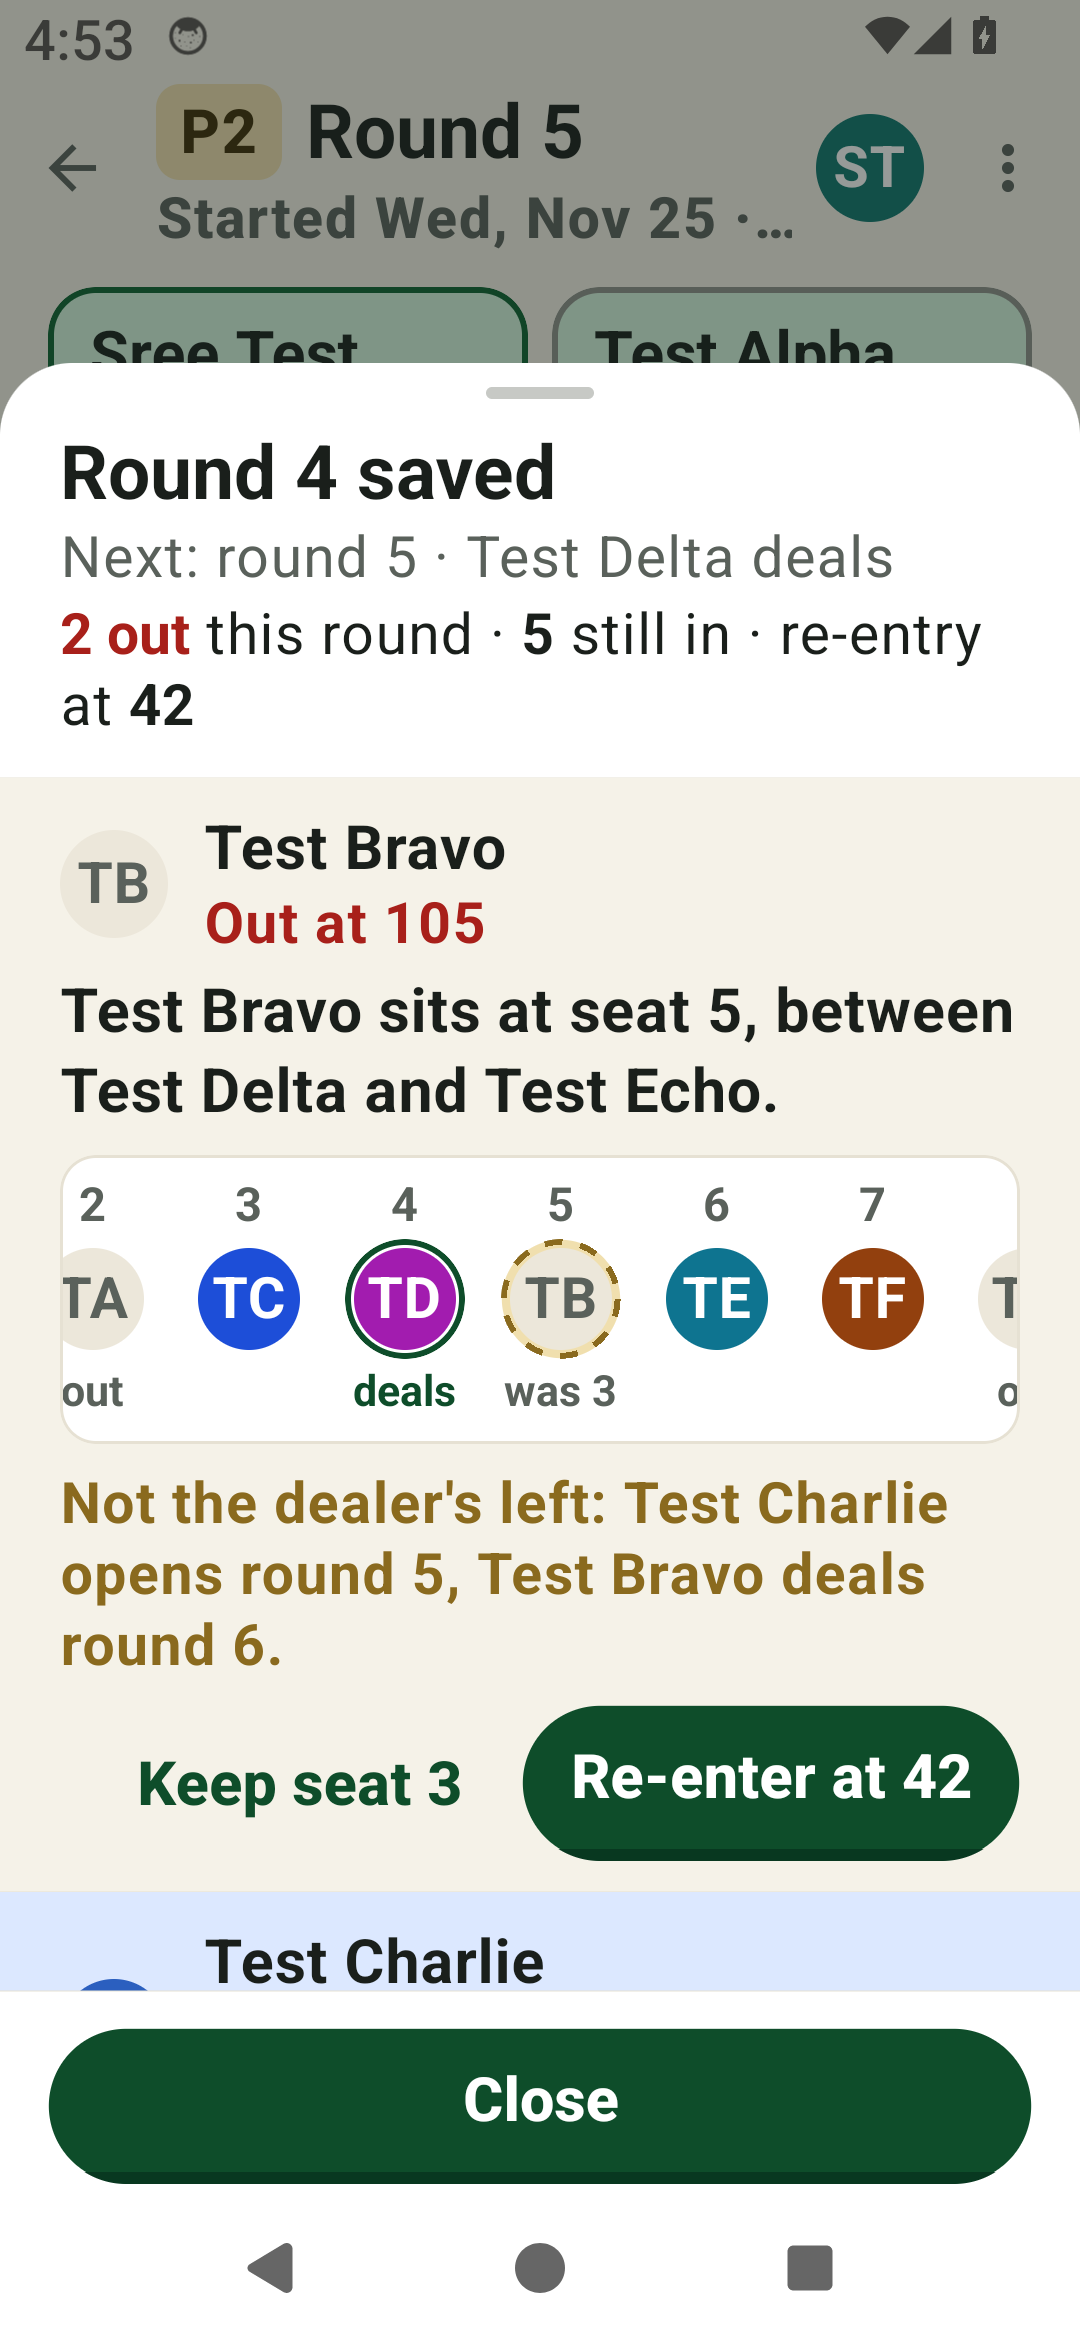 4:53
P2 Round 5
ST
Started Wed, Nov 25 ·…
Sree Test
Test Alpha
Round 4 saved
Next: round 5 · Test Delta deals
2 out this round · 5 still in · re-entry
at 42
TB
Test Bravo
Out at 105
Test Bravo sits at seat 5, between
Test Delta and Test Echo.
2 3 4 5 6 7
TA TC TD TB TE TF
out deals was 3
Not the dealer's left: Test Charlie
opens round 5, Test Bravo deals
round 6.
Keep seat 3
Re-enter at 42
Test Charlie
Close